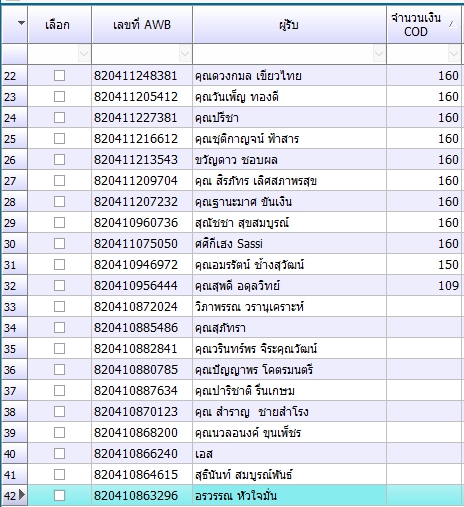 เลือก เลขที่ AWB ผู้รับ จำนวนเงิน COD
22 820411248381 คุณดวงกมล เขียวไทย 160
23 820411205412 คุณวันเพ็ญ ทองดี 160
24 820411227381 คุณปรีชา 160
25 820411216612 คุณชุติกาญจน์ ฟ้าสาร 160
26 820411213543 ขวัญดาว ชอบผล 160
27 820411209704 คุณ สิรภัทร เลิศสภาพรสุข 160
28 820411207232 คุณฐานะมาศ ขันเงิน 160
29 820410960736 สุณัชชา สุขสมบูรณ์ 160
30 820411075050 ศศิกิ์เฮง Sassi 160
31 820410946972 คุณอมรรัตน์ ช้างสุวัฒน์ 150
32 820410956444 คุณสุพดี อดุลวิทย์ 109
33 820410872024 วิภาพรรณ วรานุเคราะห์
34 820410885486 คุณสุภัทรา
35 820410882841 คุณวรินทร์พร จิระคุณวัฒน์
36 820410880785 คุณปัญญาพร โคตรมนตรี
37 820410887634 คุณปาริชาติ รื่นเกษม
38 820410870123 คุณ สำราญ ชายสำโรง
39 820410868200 คุณนวลอนงค์ ขุนเพ็ชร
40 820410866240 เอส
41 820410864615 สุธินันท์ สมบูรณ์พันธ์
42 820410863296 อรวรรณ หัวใจมั่น